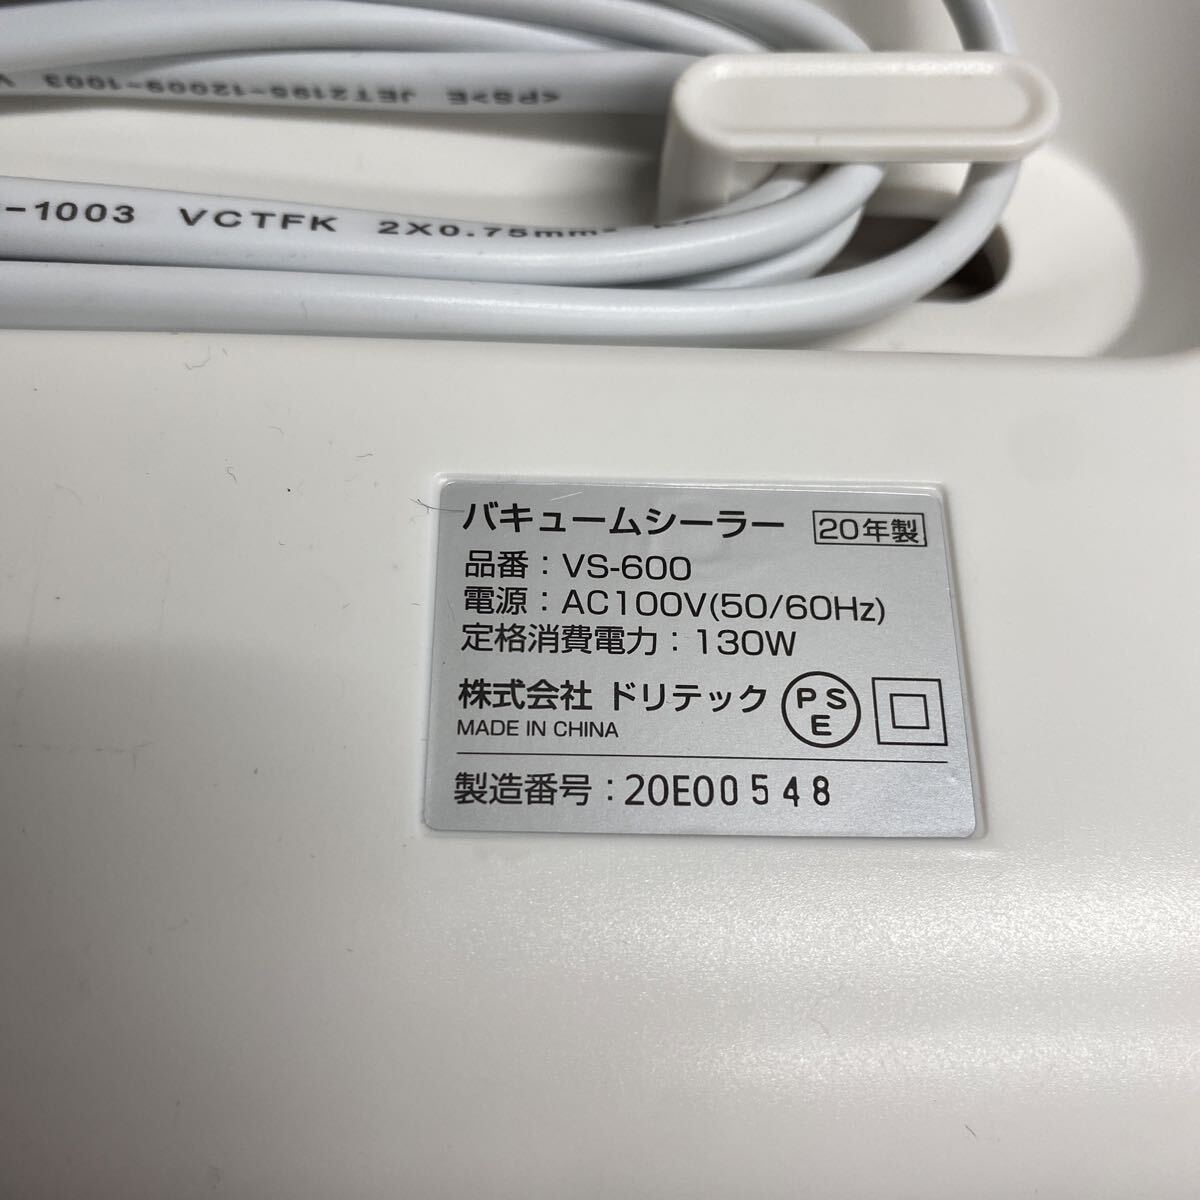 <PS>E JET2195-12009-1003 V
-1003 VCTFK 2X0.75mm²
バキュームシーラー 20年製
品番：VS-600
電源：AC100V(50/60Hz)
定格消費電力：130W
株式会社 ドリテック PSE
MADE IN CHINA
製造番号：20E00548